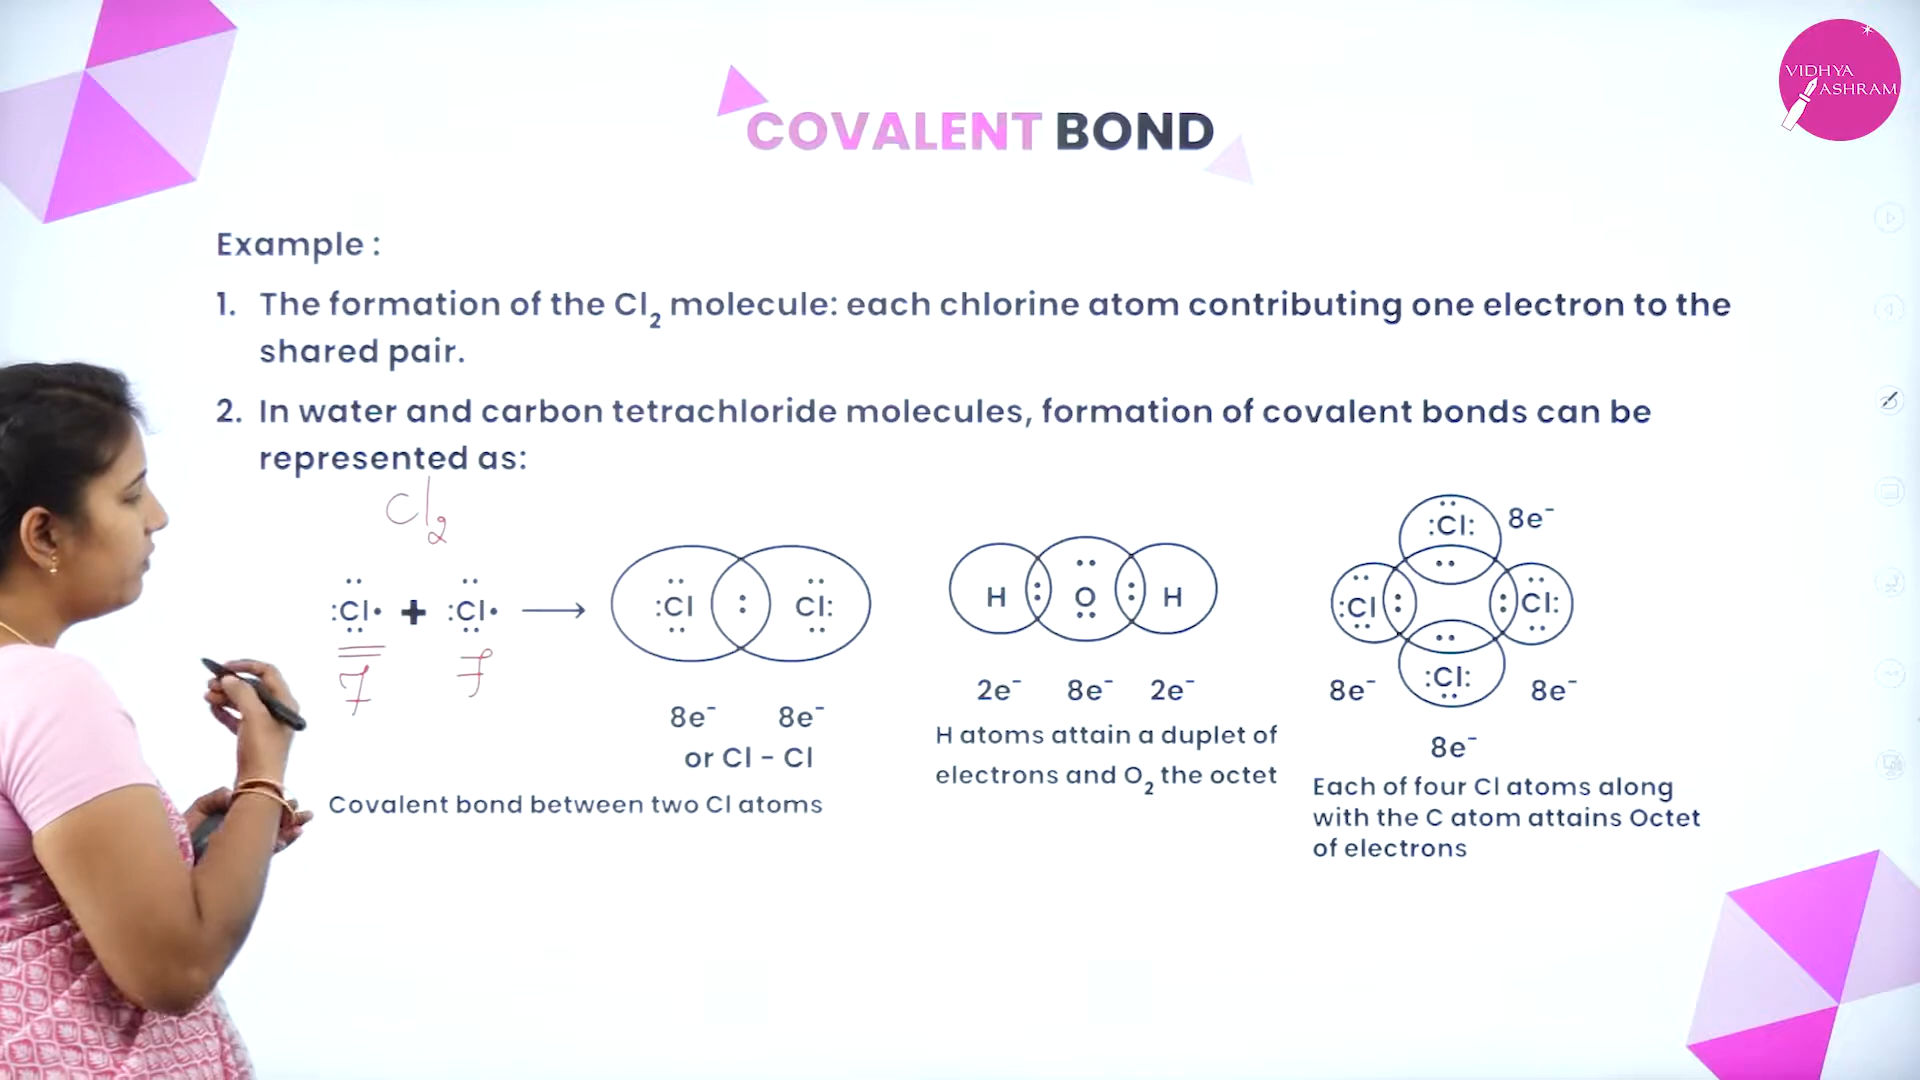 VIDHYA
ASHRAM
COVALENT BOND
Example :
1. The formation of the Cl₂ molecule: each chlorine atom contributing one electron to the
shared pair.
2. In water and carbon tetrachloride molecules, formation of covalent bonds can be
represented as:
Cl₂
:Cl• + :Cl• ⟶ :Cl : Cl:
7 7
8e⁻ 8e⁻
or Cl - Cl
Covalent bond between two Cl atoms
H : O : H
2e⁻ 8e⁻ 2e⁻
H atoms attain a duplet of
electrons and O₂ the octet
:Cl: 8e⁻
:Cl : : Cl:
:Cl:
8e⁻ 8e⁻
8e⁻
Each of four Cl atoms along
with the C atom attains Octet
of electrons